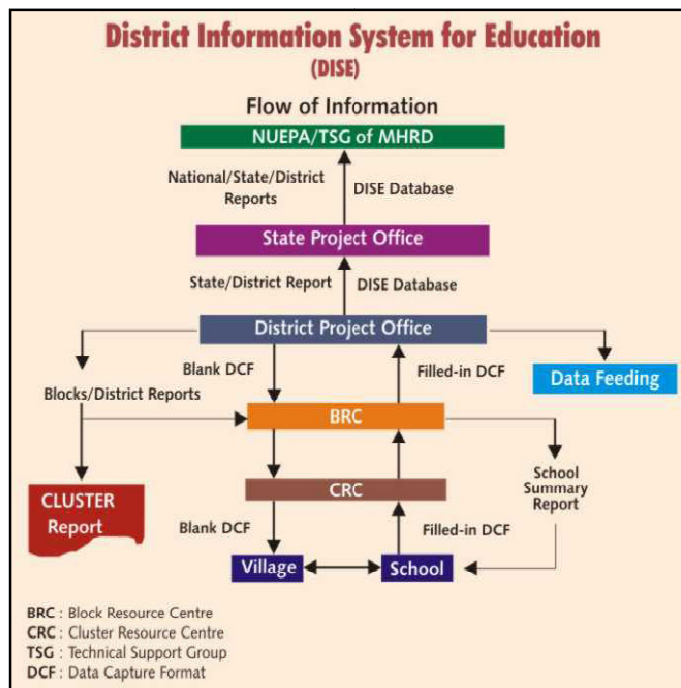 District Information System for Education
(DISE)
Flow of Information
NUEPA/TSG of MHRD
National/State/District
Reports
DISE Database
State Project Office
State/District Report
DISE Database
District Project Office
Blank DCF
Filled-in DCF
Data Feeding
Blocks/District Reports
BRC
School
Summary
Report
CLUSTER
Report
CRC
Blank DCF
Filled-in DCF
Village
School
BRC : Block Resource Centre
CRC : Cluster Resource Centre
TSG : Technical Support Group
DCF : Data Capture Format